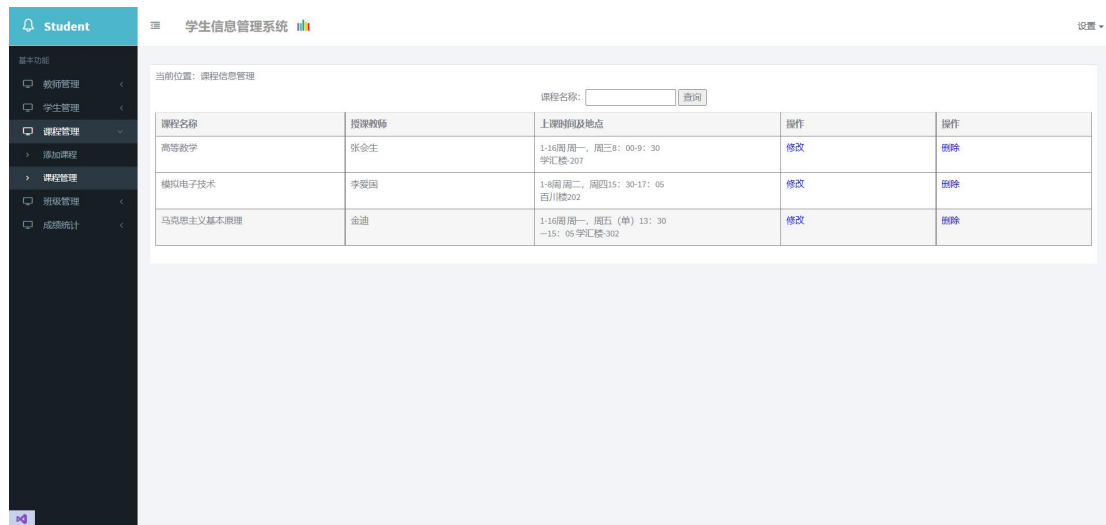 Student
学生信息管理系统
设置
基本功能
教师管理
学生管理
课程管理
添加课程
课程管理
班级管理
成绩统计
当前位置：课程信息管理
课程名称： 查询
课程名称 授课教师 上课时间及地点 操作 操作
高等数学 张会生 1-16周 周一，周三8：00-9：30 修改 删除
学汇楼-207
模拟电子技术 李爱国 1-8周 周二，周四15：30-17：05 修改 删除
百川楼202
马克思主义基本原理 金迪 1-16周 周一，周五（单）13：30 修改 删除
—15：05 学汇楼-302